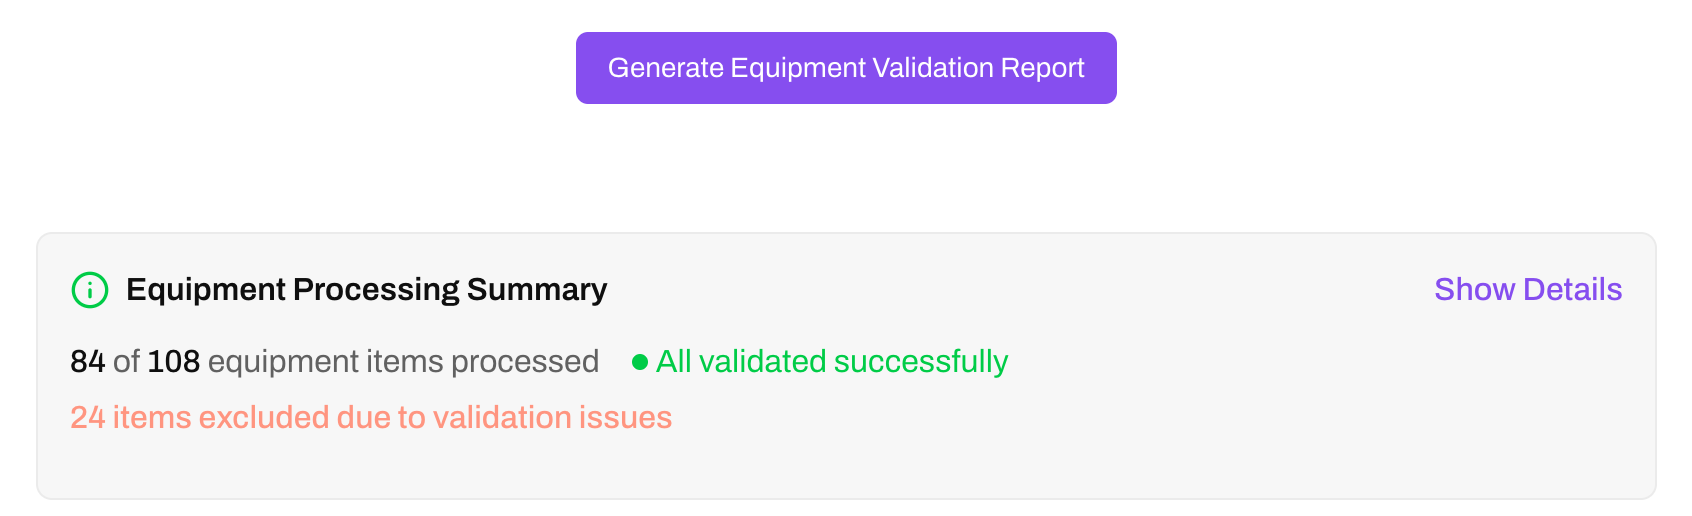 Generate Equipment Validation Report
Equipment Processing Summary
Show Details
84 of 108 equipment items processed
All validated successfully
24 items excluded due to validation issues